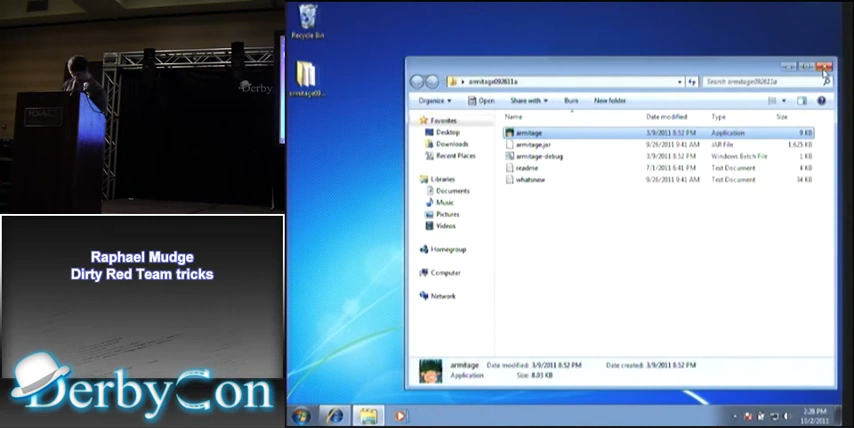 Recycle Bin
armitage09...
HYATT
Derby
Raphael Mudge
Dirty Red Team tricks
DerbyCon
armitage092611a
Search armitage092611a
Organize
Open
Share with
Burn
New folder
Name
Date modified
Type
Size
armitage
3/9/2011 8:52 PM
Application
9 KB
armitage.jar
9/26/2011 9:41 AM
JAR File
1,625 KB
armitage-debug
3/9/2011 8:52 PM
Windows Batch File
1 KB
readme
7/1/2011 6:41 PM
Text Document
4 KB
whatsnew
9/26/2011 9:41 AM
Text Document
34 KB
Favorites
Desktop
Downloads
Recent Places
Libraries
Documents
Music
Pictures
Videos
Homegroup
Computer
Network
armitage
Date modified: 3/9/2011 8:52 PM
Date created: 3/9/2011 8:52 PM
Application
Size: 8.83 KB
2:28 PM
10/2/2011